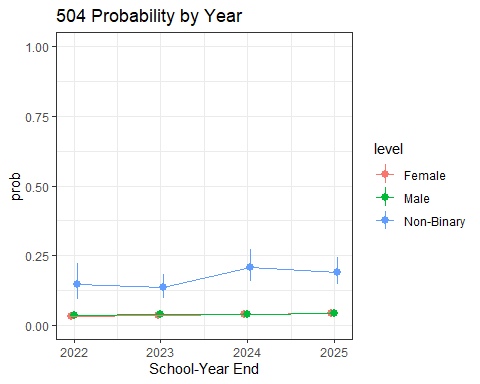 504 Probability by Year
1.00
0.75
0.50
0.25
0.00
prob
2022 2023 2024 2025
School-Year End
level
Female
Male
Non-Binary